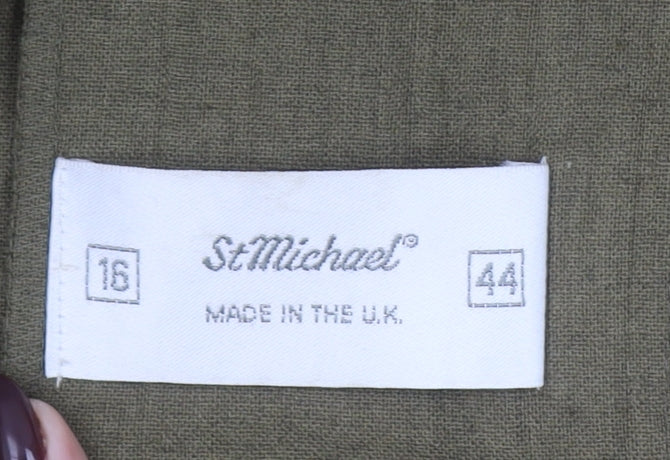 St Michael®
16
44
MADE IN THE U.K.